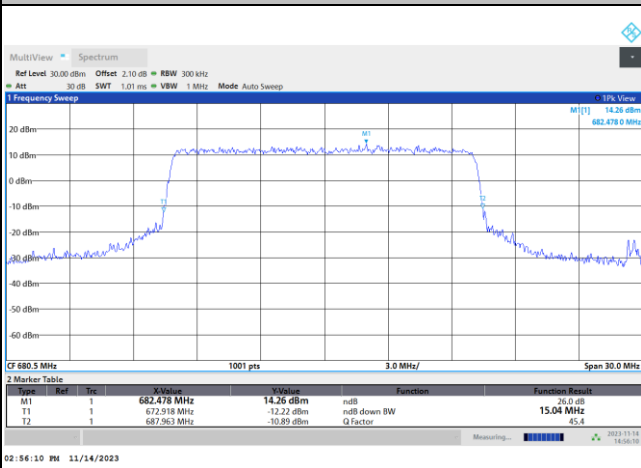 MultiView Spectrum
Ref Level 30.00 dBm Offset 2.10 dB RBW 300 kHz
Att 30 dB SWT 1.01 ms VBW 1 MHz Mode Auto Sweep
1 Frequency Sweep 1Pk View
M1[1] 14.26 dBm
682.478 0 MHz
M1
20 dBm
10 dBm
0 dBm
T1 T2
-10 dBm
-20 dBm
-30 dBm
-40 dBm
-50 dBm
-60 dBm
CF 680.5 MHz 1001 pts 3.0 MHz/ Span 30.0 MHz
2 Marker Table
Type Ref Trc X-Value Y-Value Function Function Result
M1 1 682.478 MHz 14.26 dBm ndB 26.0 dB
T1 1 672.918 MHz -12.22 dBm ndB down BW 15.04 MHz
T2 1 687.963 MHz -10.89 dBm Q Factor 45.4
Measuring... 2023-11-14
14:56:10
02:56:10 PM 11/14/2023